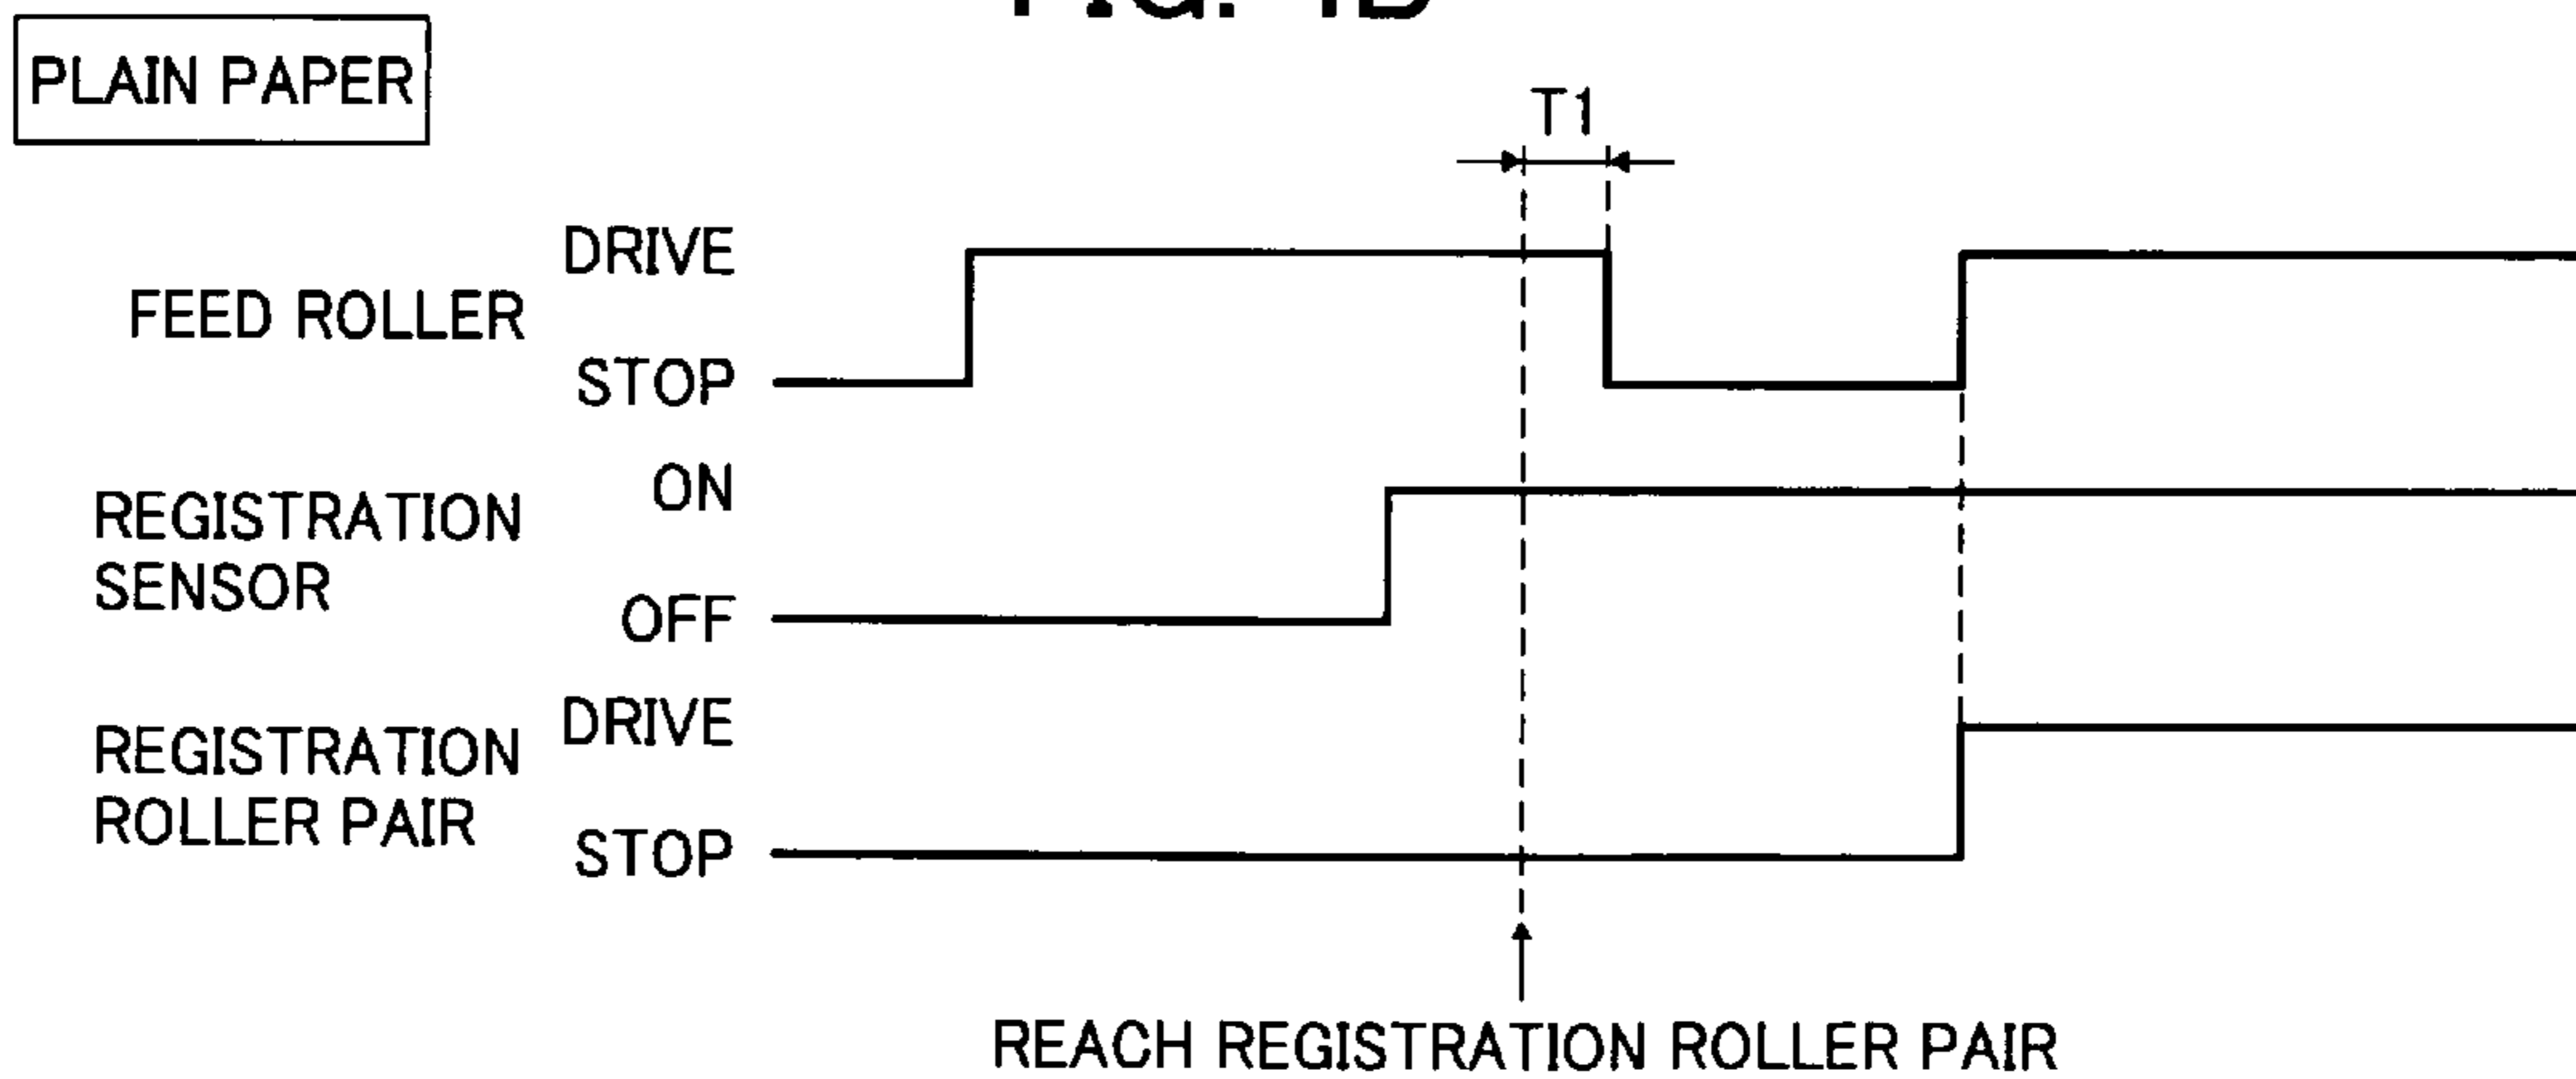 PLAIN PAPER
T1
FEED ROLLER
DRIVE
STOP
REGISTRATION
SENSOR
ON
OFF
REGISTRATION
ROLLER PAIR
DRIVE
STOP
REACH REGISTRATION ROLLER PAIR